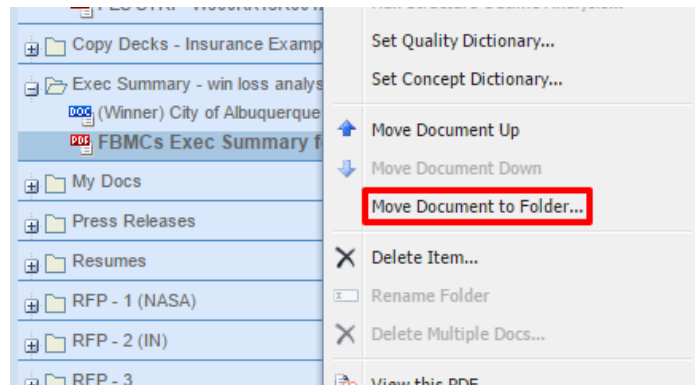 Copy Decks - Insurance Examp
Exec Summary - win loss analys
DOC (Winner) City of Albuquerque
PDF FBMCs Exec Summary f
My Docs
Press Releases
Resumes
RFP - 1 (NASA)
RFP - 2 (IN)
RFP - 3
Set Quality Dictionary...
Set Concept Dictionary...
Move Document Up
Move Document Down
Move Document to Folder...
Delete Item...
Rename Folder
Delete Multiple Docs...
View this PDF